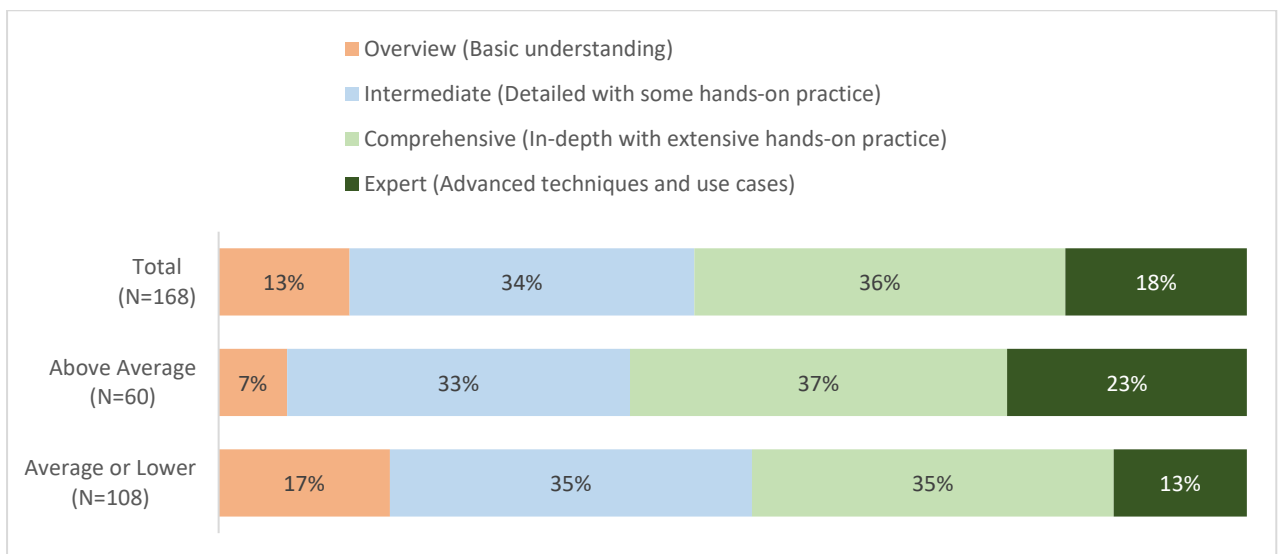 Overview (Basic understanding)
Intermediate (Detailed with some hands-on practice)
Comprehensive (In-depth with extensive hands-on practice)
Expert (Advanced techniques and use cases)
Total
(N=168)
13%
34%
36%
18%
Above Average
(N=60)
7%
33%
37%
23%
Average or Lower
(N=108)
17%
35%
35%
13%